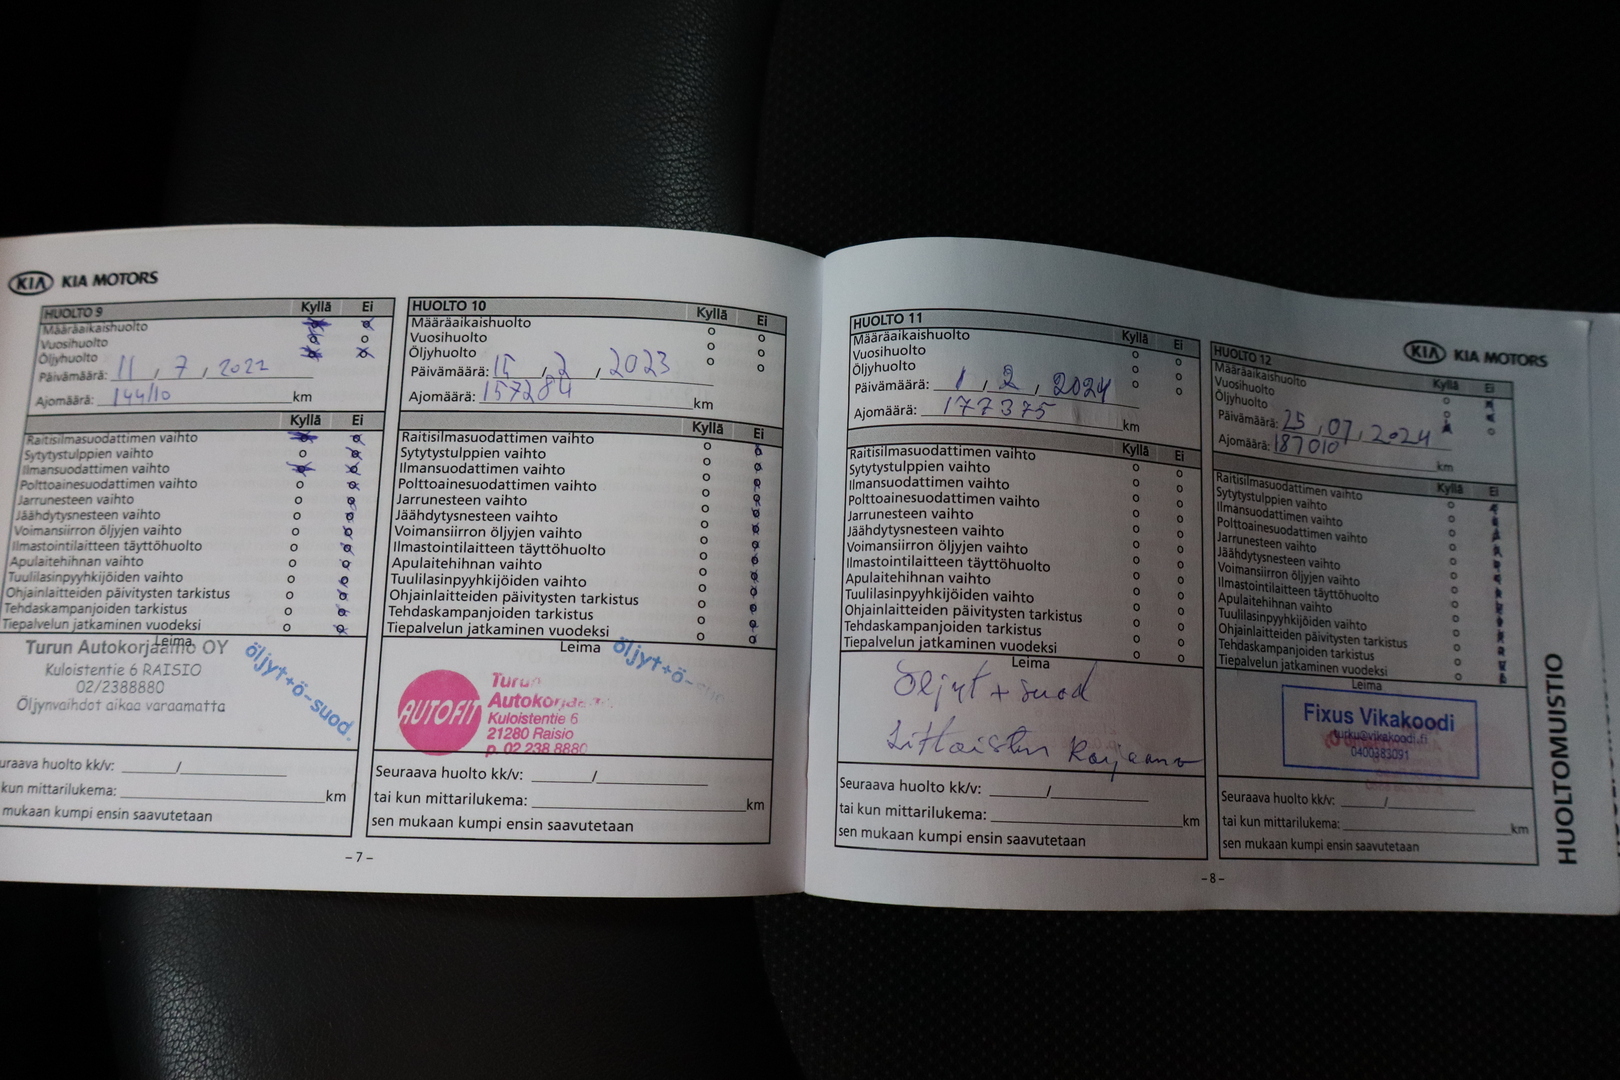 KIA KIA MOTORS
HUOLTO 9 Kyllä Ei
Määräaikaishuolto
Vuosihuolto o
Öljyhuolto
Päivämäärä: 11 , 7 , 2022
Ajomäärä: 144110 km
Kyllä Ei
Raitisilmasuodattimen vaihto
Sytytystulppien vaihto o
Ilmansuodattimen vaihto
Polttoainesuodattimen vaihto o
Jarrunesteen vaihto o
Jäähdytysnesteen vaihto o
Voimansiirron öljyjen vaihto o
Ilmastointilaitteen täyttöhuolto o
Apulaitehihnan vaihto o
Tuulilasinpyyhkijöiden vaihto o
Ohjainlaitteiden päivitysten tarkistus o
Tehdaskampanjoiden tarkistus o
Tiepalvelun jatkaminen vuodeksi o
Leima
Turun Autokorjaamo OY
Kuloistentie 6 RAISIO
02/2388880
Öljynvaihdot aikaa varaamatta
öljyt+ö-suod.
uraava huolto kk/v: /
kun mittarilukema: km
mukaan kumpi ensin saavutetaan
– 7 –
HUOLTO 10 Kyllä Ei
Määräaikaishuolto o o
Vuosihuolto o o
Öljyhuolto o o
Päivämäärä: , 2 , 2023
Ajomäärä: 157284 km
Kyllä Ei
Raitisilmasuodattimen vaihto o
Sytytystulppien vaihto o
Ilmansuodattimen vaihto o
Polttoainesuodattimen vaihto o
Jarrunesteen vaihto o
Jäähdytysnesteen vaihto o
Voimansiirron öljyjen vaihto o
Ilmastointilaitteen täyttöhuolto o
Apulaitehihnan vaihto o
Tuulilasinpyyhkijöiden vaihto o
Ohjainlaitteiden päivitysten tarkistus o
Tehdaskampanjoiden tarkistus o
Tiepalvelun jatkaminen vuodeksi o
Leima
öljyt+ö-
AUTOFIT
Turun
Autokorja
Kuloistentie 6
21280 Raisio
p. 02 238 8880
Seuraava huolto kk/v: /
tai kun mittarilukema: km
sen mukaan kumpi ensin saavutetaan
HUOLTO 11 Kyllä Ei
Määräaikaishuolto o o
Vuosihuolto o o
Öljyhuolto o o
Päivämäärä: 1 , 2 , 2024
Ajomäärä: 177375 km
Kyllä Ei
Raitisilmasuodattimen vaihto o o
Sytytystulppien vaihto o o
Ilmansuodattimen vaihto o o
Polttoainesuodattimen vaihto o o
Jarrunesteen vaihto o o
Jäähdytysnesteen vaihto o o
Voimansiirron öljyjen vaihto o o
Ilmastointilaitteen täyttöhuolto o o
Apulaitehihnan vaihto o o
Tuulilasinpyyhkijöiden vaihto o o
Ohjainlaitteiden päivitysten tarkistus o o
Tehdaskampanjoiden tarkistus o o
Tiepalvelun jatkaminen vuodeksi o o
Leima
Öljyt + suod
Littoisten Korjaamo
Seuraava huolto kk/v: /
tai kun mittarilukema: km
sen mukaan kumpi ensin saavutetaan
– 8 –
KIA KIA MOTORS
HUOLTO 12 Kyllä Ei
Määräaikaishuolto o
Vuosihuolto o
Öljyhuolto o
Päivämäärä: 25 , 07 , 2024
Ajomäärä: 187010 km
Kyllä Ei
Raitisilmasuodattimen vaihto o
Sytytystulppien vaihto o
Ilmansuodattimen vaihto o
Polttoainesuodattimen vaihto o
Jarrunesteen vaihto o
Jäähdytysnesteen vaihto o
Voimansiirron öljyjen vaihto o
Ilmastointilaitteen täyttöhuolto o
Apulaitehihnan vaihto o
Tuulilasinpyyhkijöiden vaihto o
Ohjainlaitteiden päivitysten tarkistus o
Tehdaskampanjoiden tarkistus o
Tiepalvelun jatkaminen vuodeksi o
Leima
Fixus Vikakoodi
turku@vikakoodi.fi
0400383091
Seuraava huolto kk/v: /
tai kun mittarilukema: km
sen mukaan kumpi ensin saavutetaan
HUOLTOMUISTIO